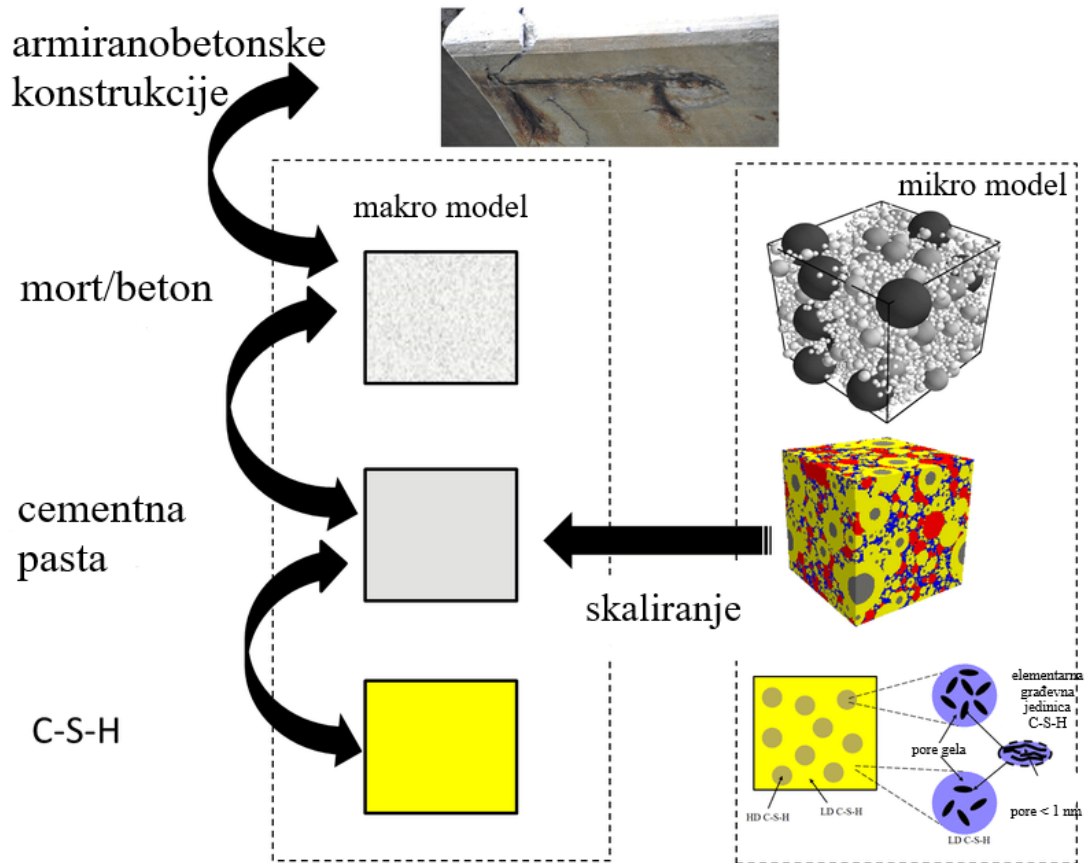 armiranobetonske
konstrukcije
makro model
mikro model
mort/beton
cementna
pasta
skaliranje
C-S-H
elementarna
građevna
jedinica
C-S-H
pore gela
pore < 1 nm
HD C-S-H
LD C-S-H
LD C-S-H